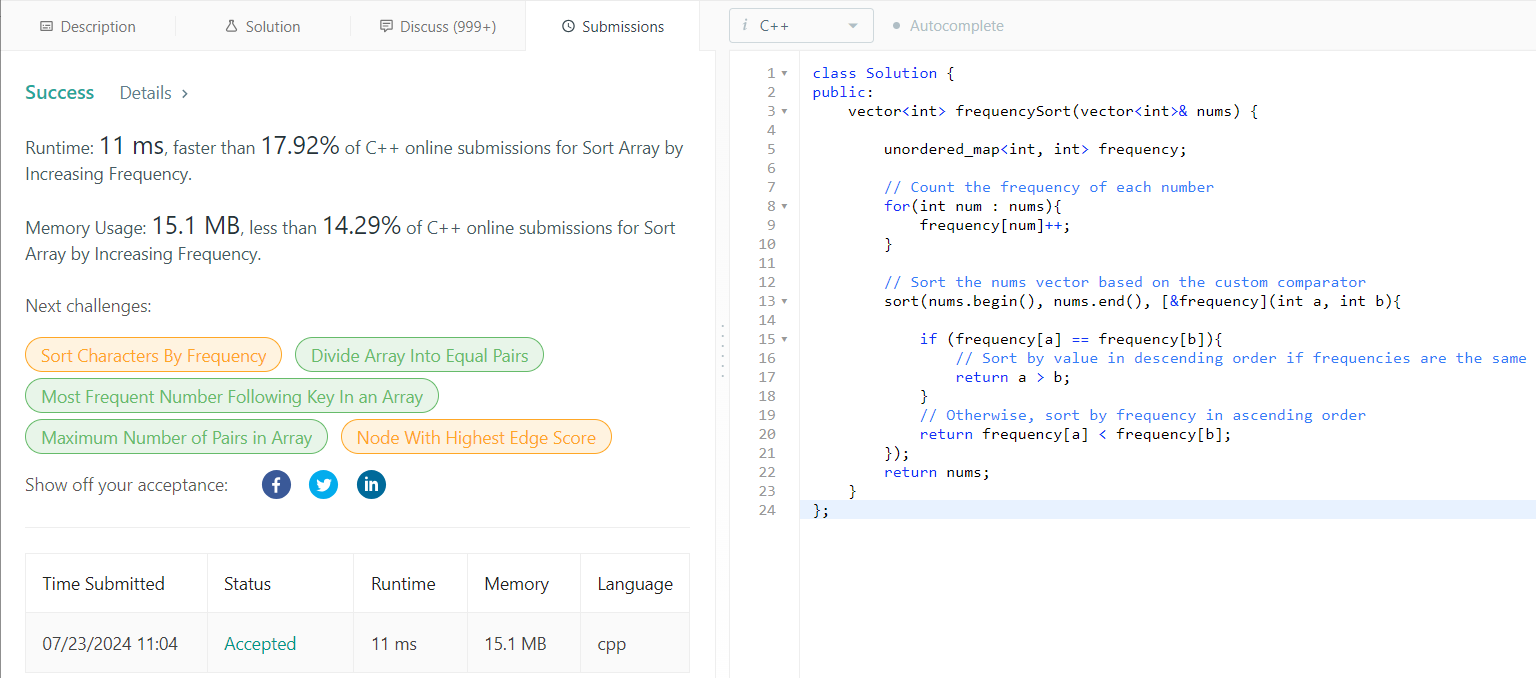 Description
Solution
Discuss (999+)
Submissions
Success Details >
Runtime: 11 ms, faster than 17.92% of C++ online submissions for Sort Array by
Increasing Frequency.
Memory Usage: 15.1 MB, less than 14.29% of C++ online submissions for Sort
Array by Increasing Frequency.
Next challenges:
Sort Characters By Frequency
Divide Array Into Equal Pairs
Most Frequent Number Following Key In an Array
Maximum Number of Pairs in Array
Node With Highest Edge Score
Show off your acceptance:
Time Submitted Status Runtime Memory Language
07/23/2024 11:04 Accepted 11 ms 15.1 MB cpp
i C++
Autocomplete
1 class Solution {
2 public:
3     vector<int> frequencySort(vector<int>& nums) {
4
5         unordered_map<int, int> frequency;
6
7         // Count the frequency of each number
8         for(int num : nums){
9             frequency[num]++;
10         }
11
12         // Sort the nums vector based on the custom comparator
13         sort(nums.begin(), nums.end(), [&frequency](int a, int b){
14
15             if (frequency[a] == frequency[b]){
16                 // Sort by value in descending order if frequencies are the same
17                 return a > b;
18             }
19             // Otherwise, sort by frequency in ascending order
20             return frequency[a] < frequency[b];
21         });
22         return nums;
23     }
24 };